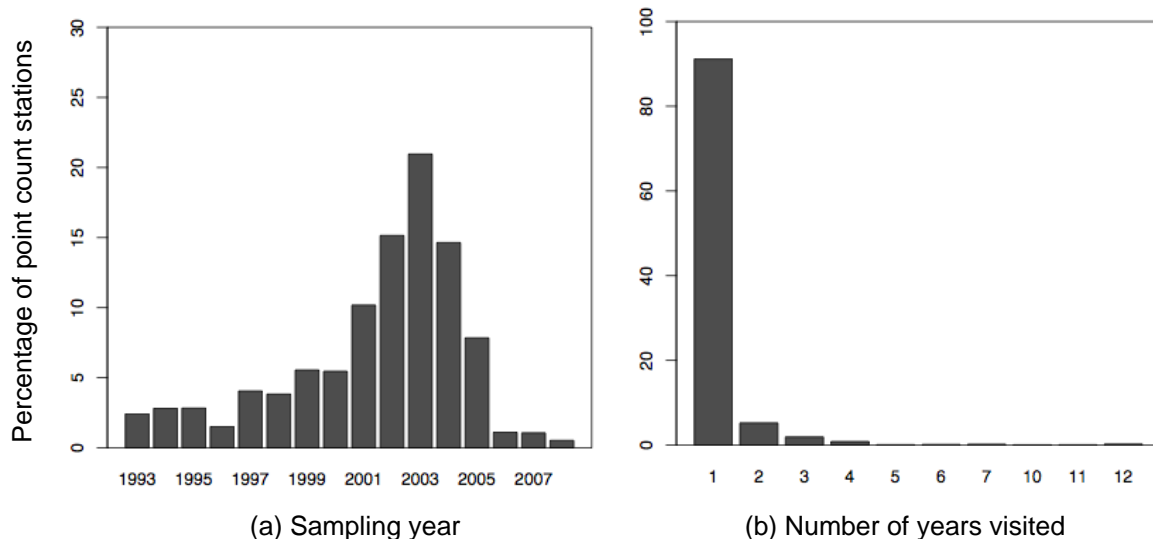 Percentage of point count stations
30
25
20
15
10
5
0
1993 1995 1997 1999 2001 2003 2005 2007
(a) Sampling year
100
80
60
40
20
0
1 2 3 4 5 6 7 10 11 12
(b) Number of years visited